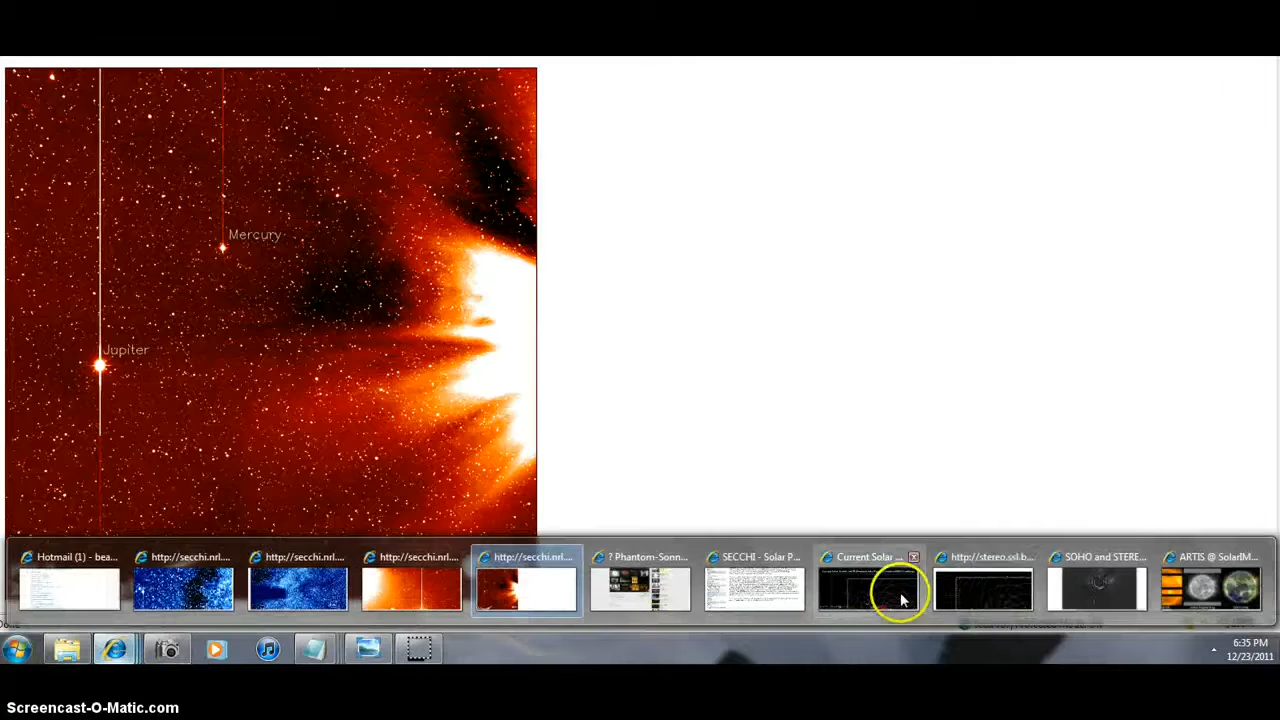 Mercury
Jupiter
Hotmail (1) - bea...
http://secchi.nrl....
http://secchi.nrl....
http://secchi.nrl....
http://secchi.nrl....
? Phantom-Sonn...
SECCHI - Solar P...
Current Solar ...
http://stereo.ssl.b...
SOHO and STERE...
ARTIS @ SolarIM...
6:35 PM
12/23/2011
Screencast-O-Matic.com